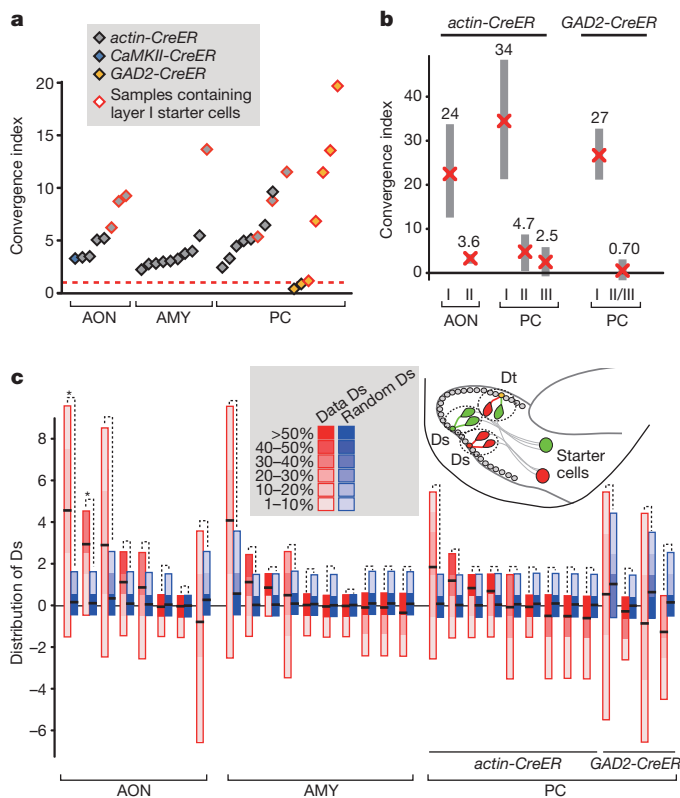 a
actin-CreER
CaMKII-CreER
GAD2-CreER
Samples containing
layer I starter cells
Convergence index
20
15
10
5
0
AON
AMY
PC
b
actin-CreER
GAD2-CreER
Convergence index
40
30
20
10
0
24
3.6
34
4.7
2.5
27
0.70
I
II
I
II
III
I
II/III
AON
PC
PC
c
Distribution of Ds
8
6
4
2
0
−2
−4
−6
*
*
Data Ds
Random Ds
>50%
40–50%
30–40%
20–30%
10–20%
1–10%
Dt
Ds
Ds
Starter
cells
actin-CreER
GAD2-CreER
AON
AMY
PC